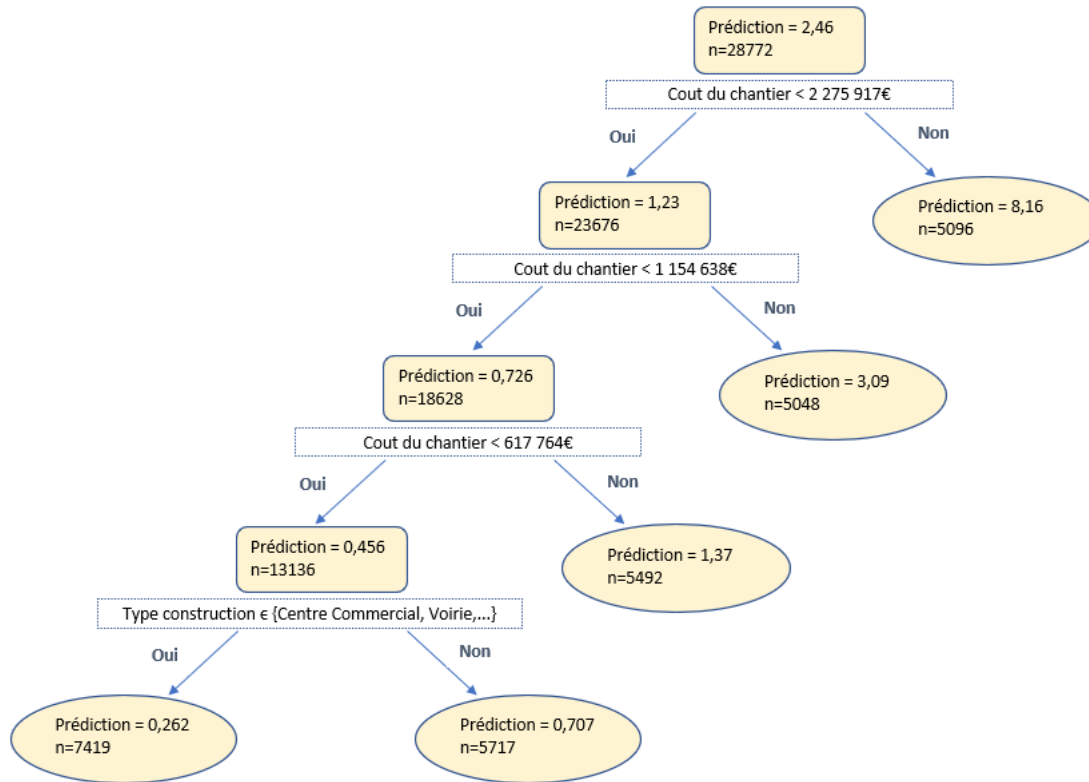 Prédiction = 2,46
n=28772
Cout du chantier < 2 275 917€
Oui
Non
Prédiction = 1,23
n=23676
Prédiction = 8,16
n=5096
Cout du chantier < 1 154 638€
Oui
Non
Prédiction = 0,726
n=18628
Prédiction = 3,09
n=5048
Cout du chantier < 617 764€
Oui
Non
Prédiction = 0,456
n=13136
Prédiction = 1,37
n=5492
Type construction ϵ {Centre Commercial, Voirie,...}
Oui
Non
Prédiction = 0,262
n=7419
Prédiction = 0,707
n=5717